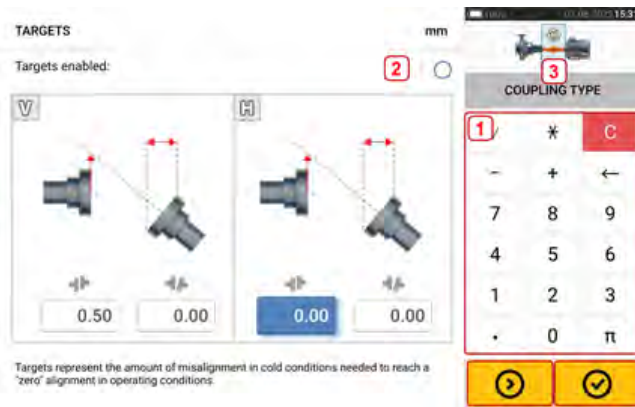 TARGETS
mm
15:3
Targets enabled:
2
3
COUPLING TYPE
V
H
1
* C
- + ←
7 8 9
4 5 6
1 2 3
. 0 π
0.50 0.00 0.00 0.00
Targets represent the amount of misalignment in cold conditions needed to reach a
"zero" alignment in operating conditions